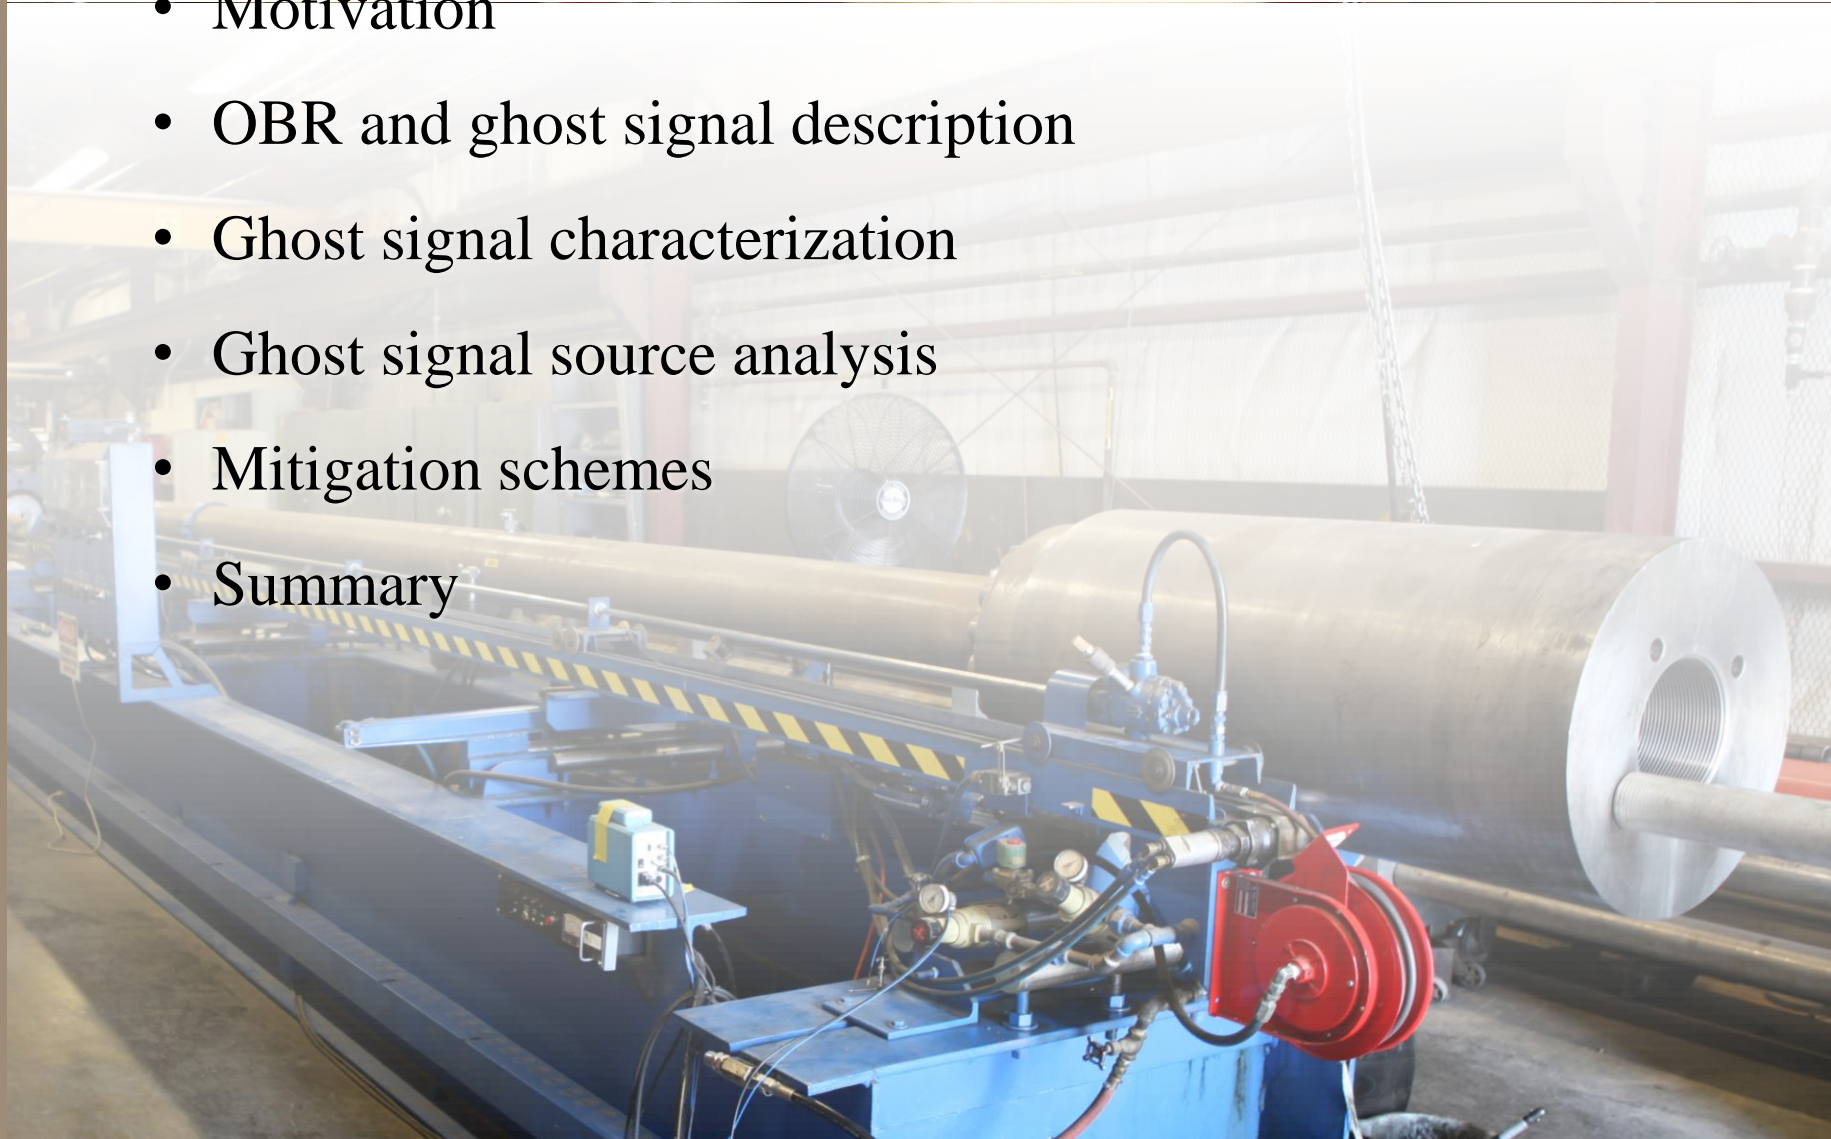 • Motivation
• OBR and ghost signal description
• Ghost signal characterization
• Ghost signal source analysis
• Mitigation schemes
• Summary